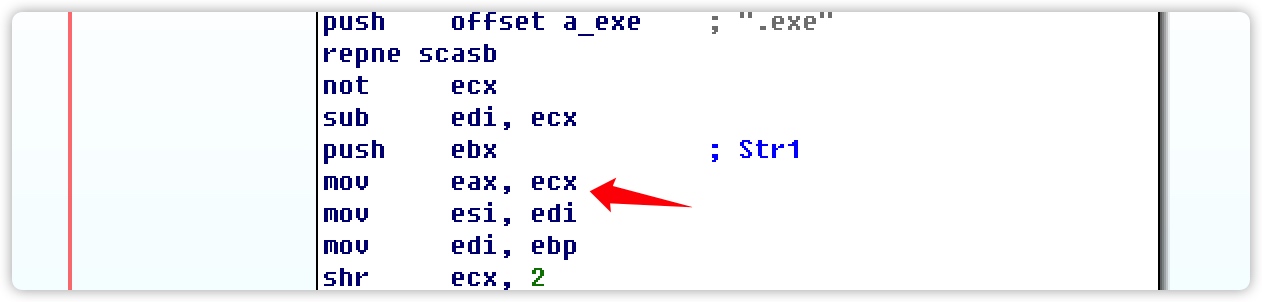 push    offset a_exe    ; ".exe"
repne scasb
not     ecx
sub     edi, ecx
push    ebx             ; Str1
mov     eax, ecx
mov     esi, edi
mov     edi, ebp
shr     ecx, 2